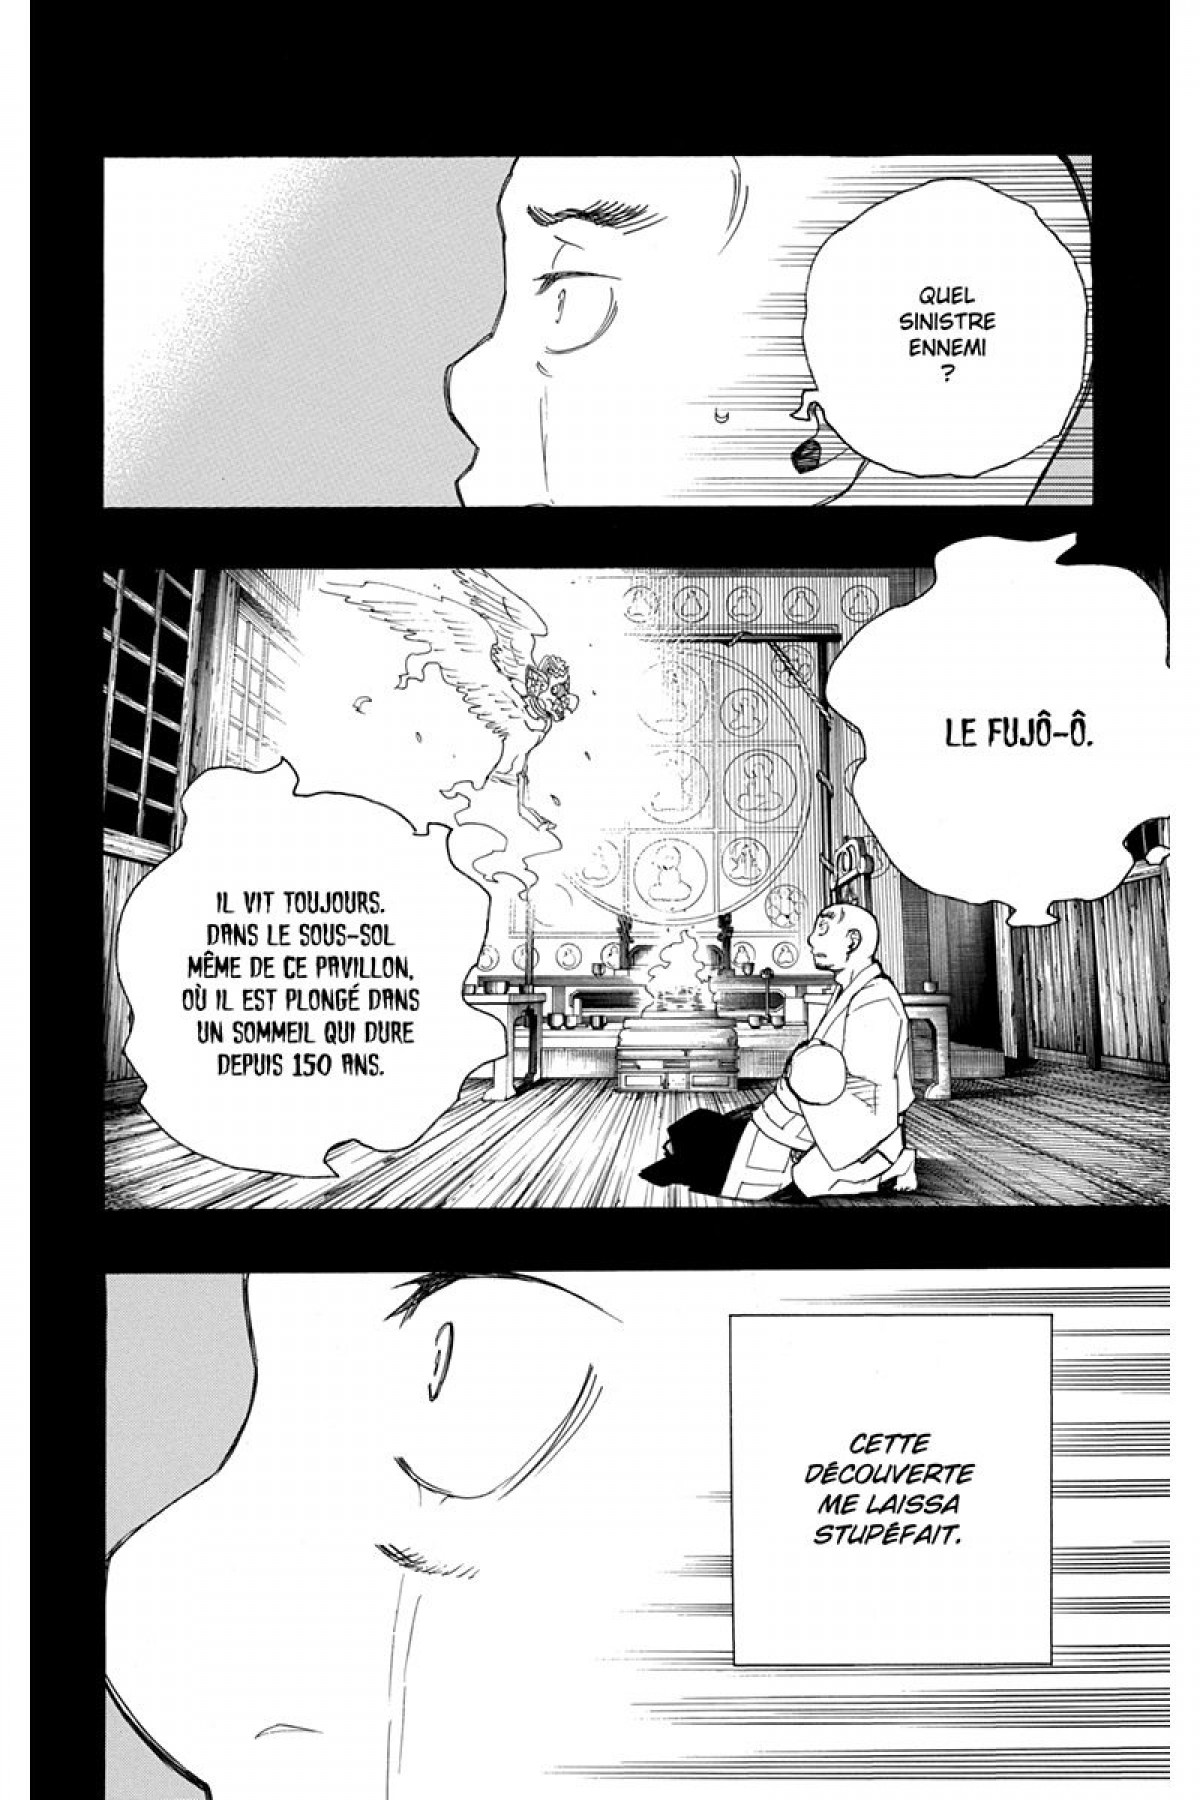 QUEL
SINISTRE
ENNEMI
?
LE FUJÔ-Ô.
IL VIT TOUJOURS.
DANS LE SOUS-SOL
MÊME DE CE PAVILLON,
OÙ IL EST PLONGÉ DANS
UN SOMMEIL QUI DURE
DEPUIS 150 ANS.
CETTE
DÉCOUVERTE
ME LAISSA
STUPÉFAIT.